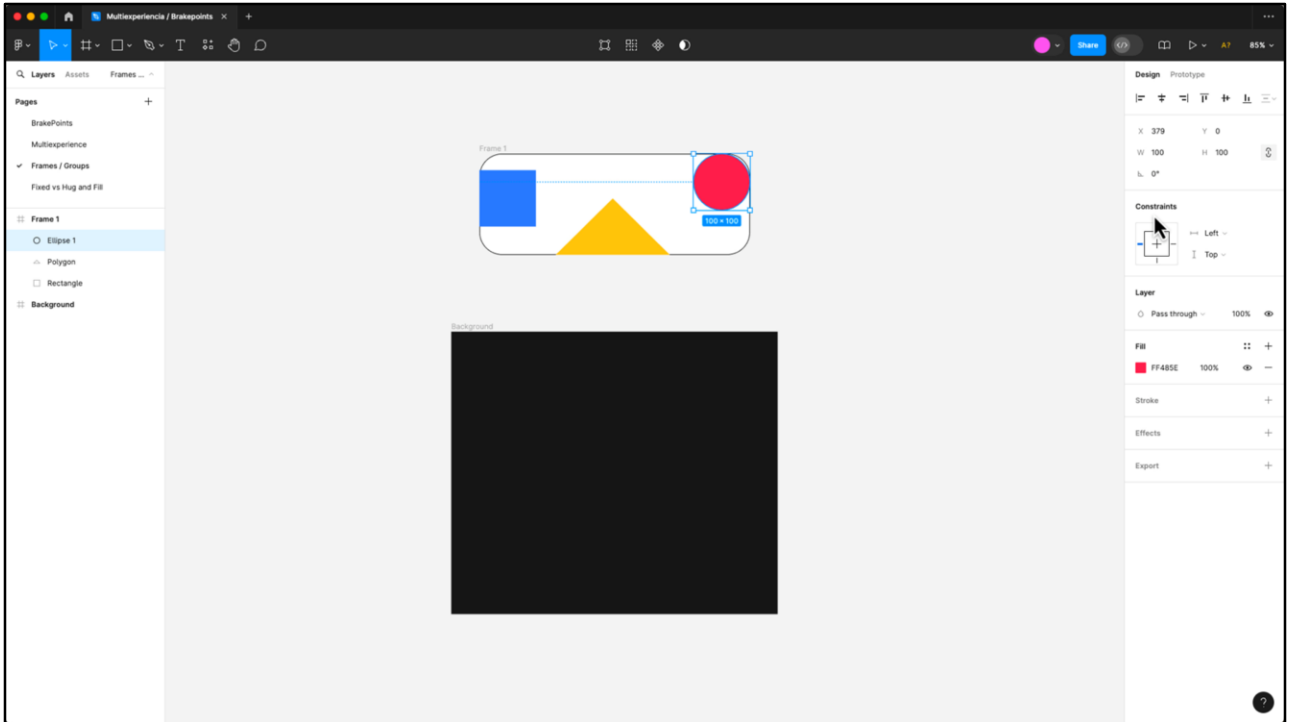 Multiexperiencia / Brakepoints
Share
A?
85%
Layers Assets Frames ...
Pages
BrakePoints
Multiexperience
Frames / Groups
Fixed vs Hug and Fill
Frame 1
Ellipse 1
Polygon
Rectangle
Background
Frame 1
100 × 100
Background
Design Prototype
X 379 Y 0
W 100 H 100
0°
Constraints
Left
Top
Layer
Pass through 100%
Fill
FF485E 100%
Stroke
Effects
Export
?